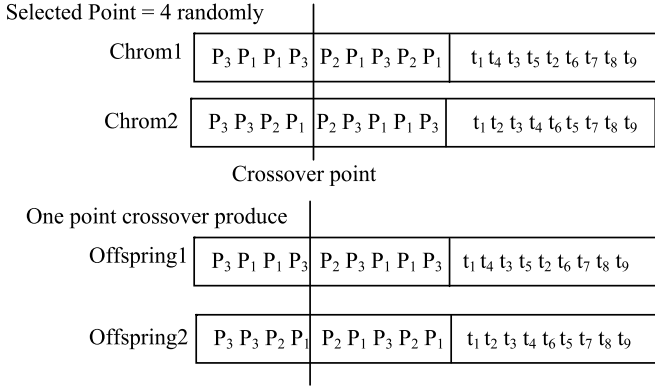 Selected Point = 4 randomly
Chrom1 P₃ P₁ P₁ P₃ P₂ P₁ P₃ P₂ P₁ t₁ t₄ t₃ t₅ t₂ t₆ t₇ t₈ t₉
Chrom2 P₃ P₃ P₂ P₁ P₂ P₃ P₁ P₁ P₃ t₁ t₂ t₃ t₄ t₆ t₅ t₇ t₈ t₉
Crossover point
One point crossover produce
Offspring1 P₃ P₁ P₁ P₃ P₂ P₃ P₁ P₁ P₃ t₁ t₄ t₃ t₅ t₂ t₆ t₇ t₈ t₉
Offspring2 P₃ P₃ P₂ P₁ P₂ P₁ P₃ P₂ P₁ t₁ t₂ t₃ t₄ t₆ t₅ t₇ t₈ t₉